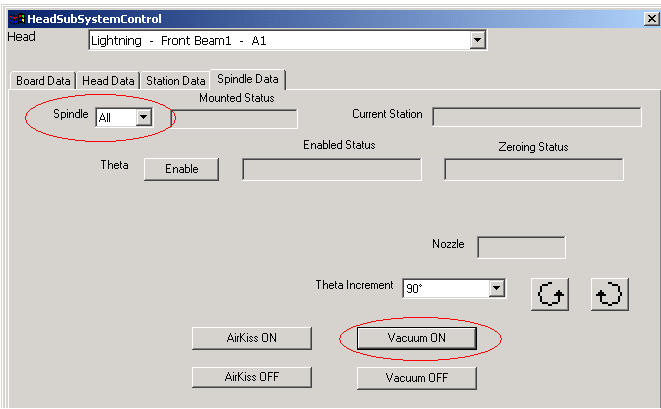 HeadSubSystemControl
Head
Lightning - Front Beam1 - A1
Board Data
Head Data
Station Data
Spindle Data
Mounted Status
Spindle
All
Current Station
Enabled Status
Zeroing Status
Theta
Enable
Nozzle
Theta Increment
90°
AirKiss ON
Vacuum ON
AirKiss OFF
Vacuum OFF